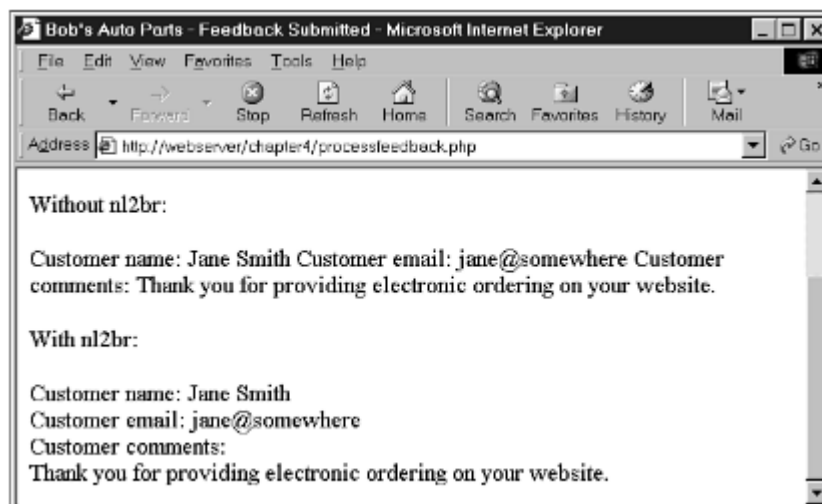 Bob's Auto Parts - Feedback Submitted - Microsoft Internet Explorer
File Edit View Favorites Tools Help
Back Forward Stop Refresh Home Search Favorites History Mail
Address http://webserver/chapter4/processfeedback.php Go
Without nl2br:
Customer name: Jane Smith Customer email: jane@somewhere Customer
comments: Thank you for providing electronic ordering on your website.
With nl2br:
Customer name: Jane Smith
Customer email: jane@somewhere
Customer comments:
Thank you for providing electronic ordering on your website.